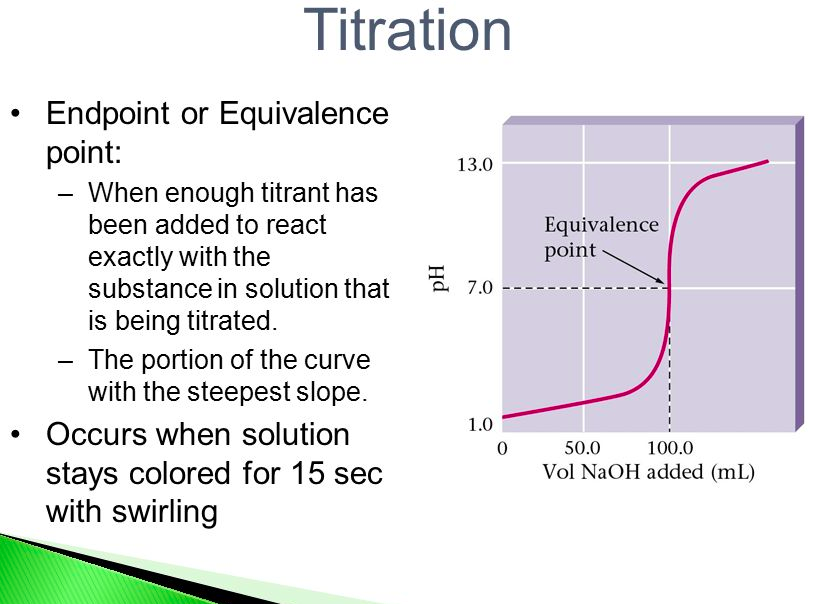 Titration
• Endpoint or Equivalence
point:
– When enough titrant has
been added to react
exactly with the
substance in solution that
is being titrated.
– The portion of the curve
with the steepest slope.
• Occurs when solution
stays colored for 15 sec
with swirling
13.0
Equivalence
point
pH
7.0
1.0
0 50.0 100.0
Vol NaOH added (mL)